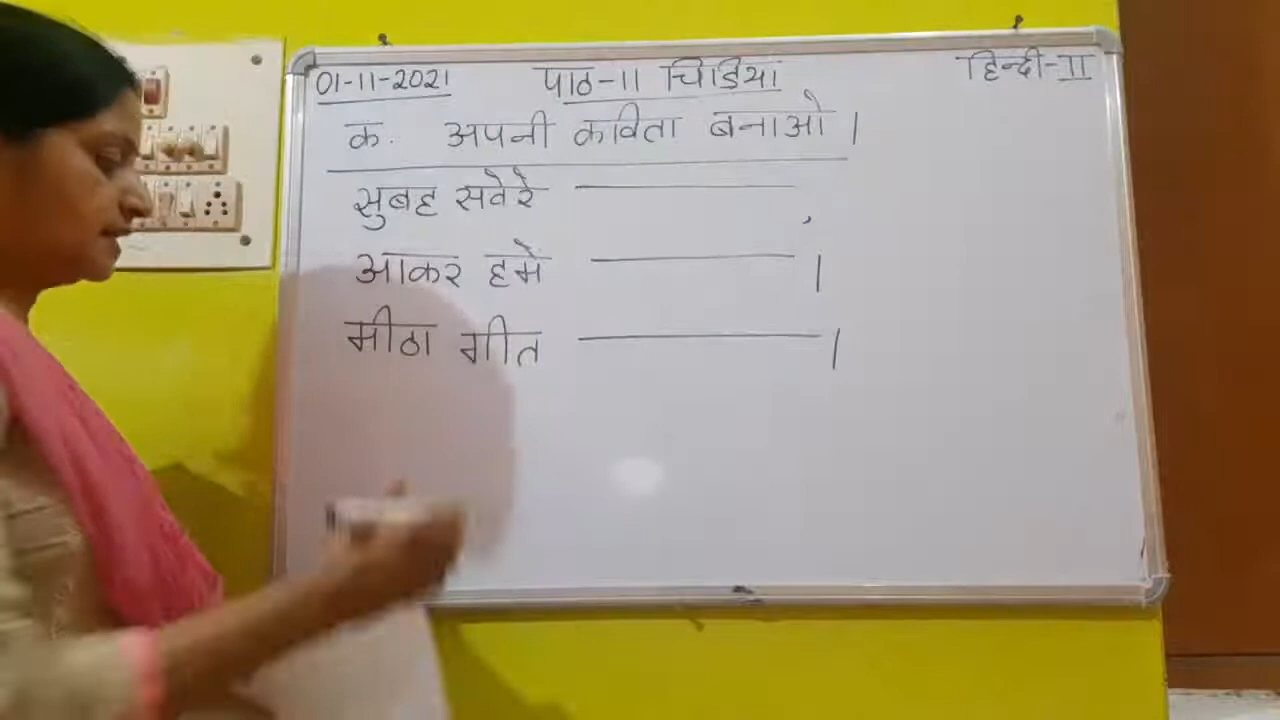 01-11-2021 पाठ-11 चिडिया हिन्दी-II
क. अपनी कविता बनाओ।
सुबह सवेरे ________ ,
आकर हमे ________ ।
मीठा गीत ________ ।